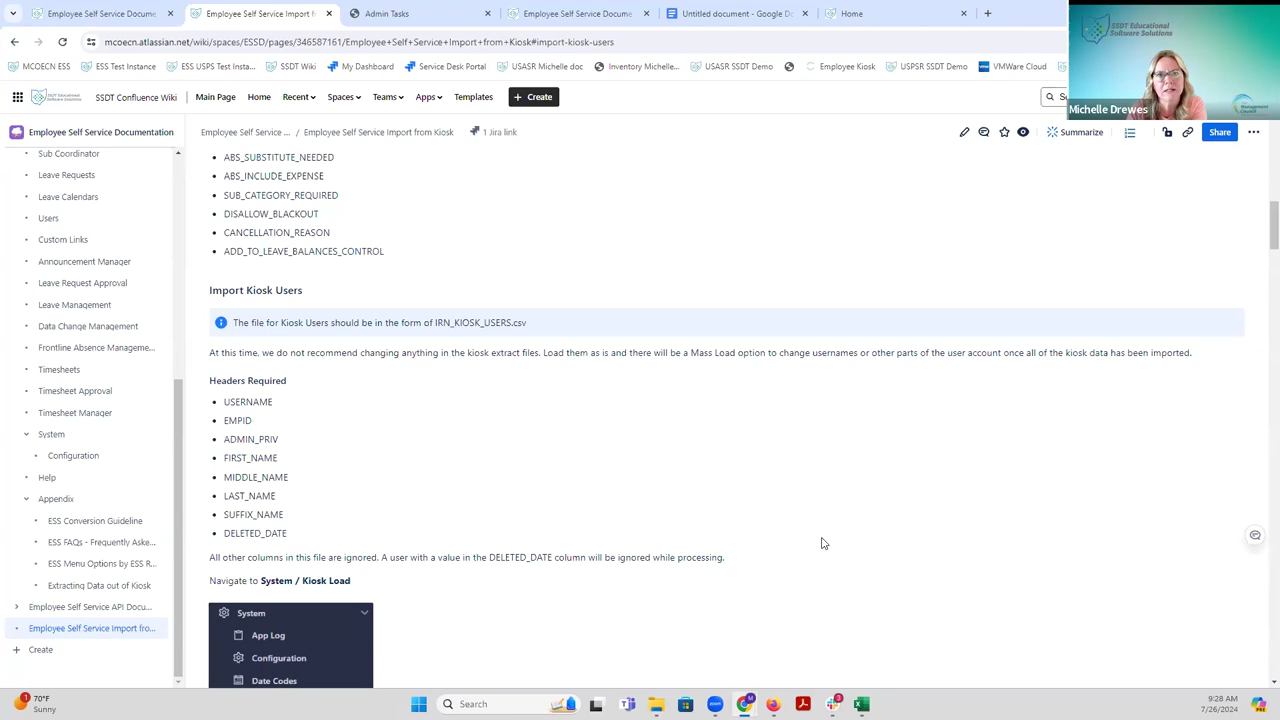 Employee Self Service Docume
Employee Self Service Import f
Admin Tasks
Employee Self Service Docume
Untitled document - Google Do
Home
mcoecn.atlassian.net/wiki/spaces/ESSD/pages/346587161/Employee+Self+Service+Import+from+Kiosk#import-kiosk-users
MCOECN ESS
ESS Test Instance
ESS USPS Test Insta...
SSDT Wiki
My Dashboard
Service Desk Portal
USASR Michelle doc
Inventory Michelle...
USASR SSDT Demo
Employee Kiosk
USPSR SSDT Demo
VMWare Cloud
SSDT Educational
Software Solutions
Michelle Drewes
Management
Council
SSDT Confluence Wiki
Main Page
Home
Recent
Spaces
Teams
Apps
Templates
+ Create
Employee Self Service Documentation
Employee Self Service ... / Employee Self Service Import from Kiosk
1 Jira link
Summarize
Share
Sub Coordinator
Leave Requests
Leave Calendars
Users
Custom Links
Announcement Manager
Leave Request Approval
Leave Management
Data Change Management
Frontline Absence Manageme...
Timesheets
Timesheet Approval
Timesheet Manager
System
Configuration
Help
Appendix
ESS Conversion Guideline
ESS FAQs - Frequently Aske...
ESS Menu Options by ESS R...
Extracting Data out of Kiosk
Employee Self Service API Docu...
Employee Self Service Import fro...
Create
ABS_SUBSTITUTE_NEEDED
ABS_INCLUDE_EXPENSE
SUB_CATEGORY_REQUIRED
DISALLOW_BLACKOUT
CANCELLATION_REASON
ADD_TO_LEAVE_BALANCES_CONTROL
Import Kiosk Users
The file for Kiosk Users should be in the form of IRN_KIOSK_USERS.csv
At this time, we do not recommend changing anything in the kiosk extract files. Load them as is and there will be a Mass Load option to change usernames or other parts of the user account once all of the kiosk data has been imported.
Headers Required
USERNAME
EMPID
ADMIN_PRIV
FIRST_NAME
MIDDLE_NAME
LAST_NAME
SUFFIX_NAME
DELETED_DATE
All other columns in this file are ignored. A user with a value in the DELETED_DATE column will be ignored while processing.
Navigate to System / Kiosk Load
System
App Log
Configuration
Date Codes
1
70°F
Sunny
Search
3
9:28 AM
7/26/2024